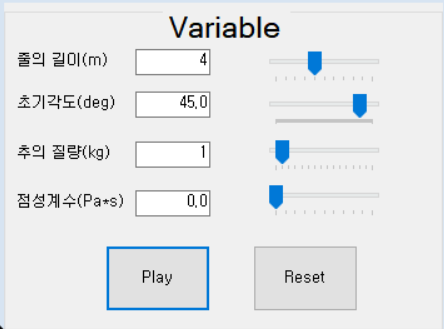 Variable
줄의 길이(m) 4
초기각도(deg) 45,0
추의 질량(kg) 1
점성계수(Pa*s) 0,0
Play Reset